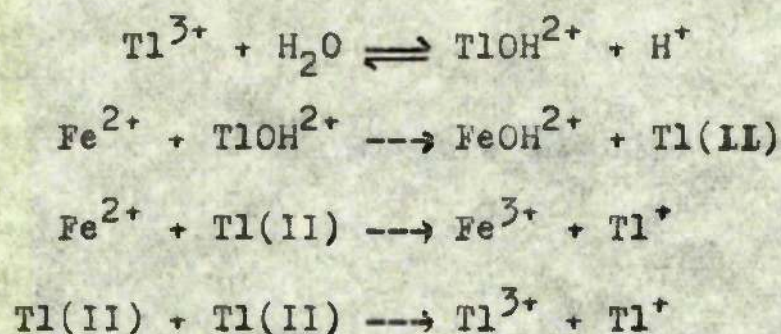 Tl³⁺ + H₂O ⇌ TlOH²⁺ + H⁺
Fe²⁺ + TlOH²⁺ ---→ FeOH²⁺ + Tl(II)
Fe²⁺ + Tl(II) ---→ Fe³⁺ + Tl⁺
Tl(II) + Tl(II) ---→ Tl³⁺ + Tl⁺